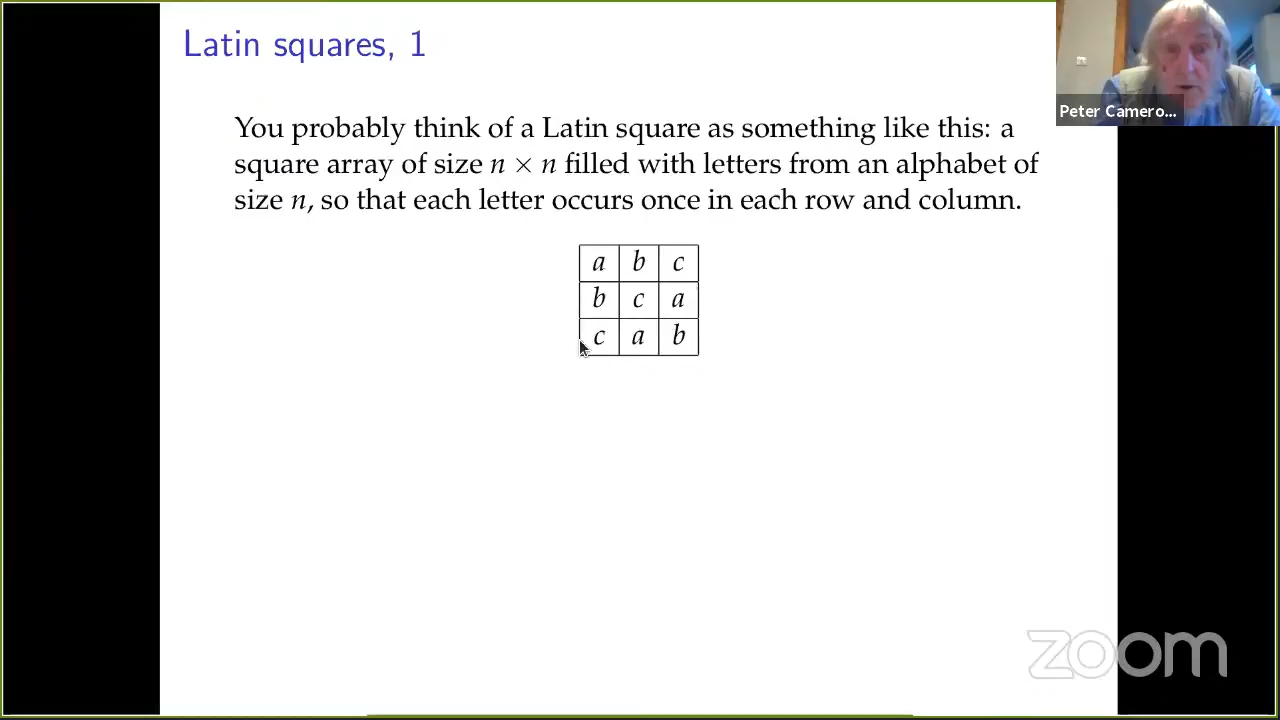 Latin squares, 1
Peter Camero...
You probably think of a Latin square as something like this: a
square array of size n × n filled with letters from an alphabet of
size n, so that each letter occurs once in each row and column.
a b c
b c a
c a b
zoom